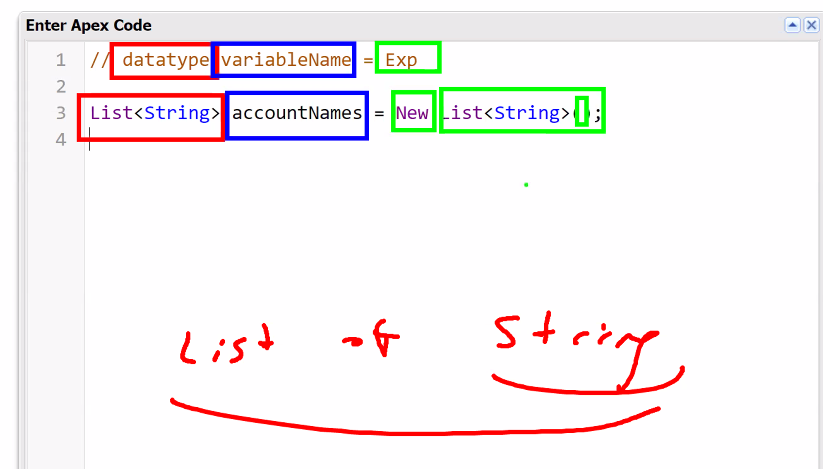 Enter Apex Code
1 // datatype variableName = Exp
2
3 List<String> accountNames = New List<String>();
4
List of String